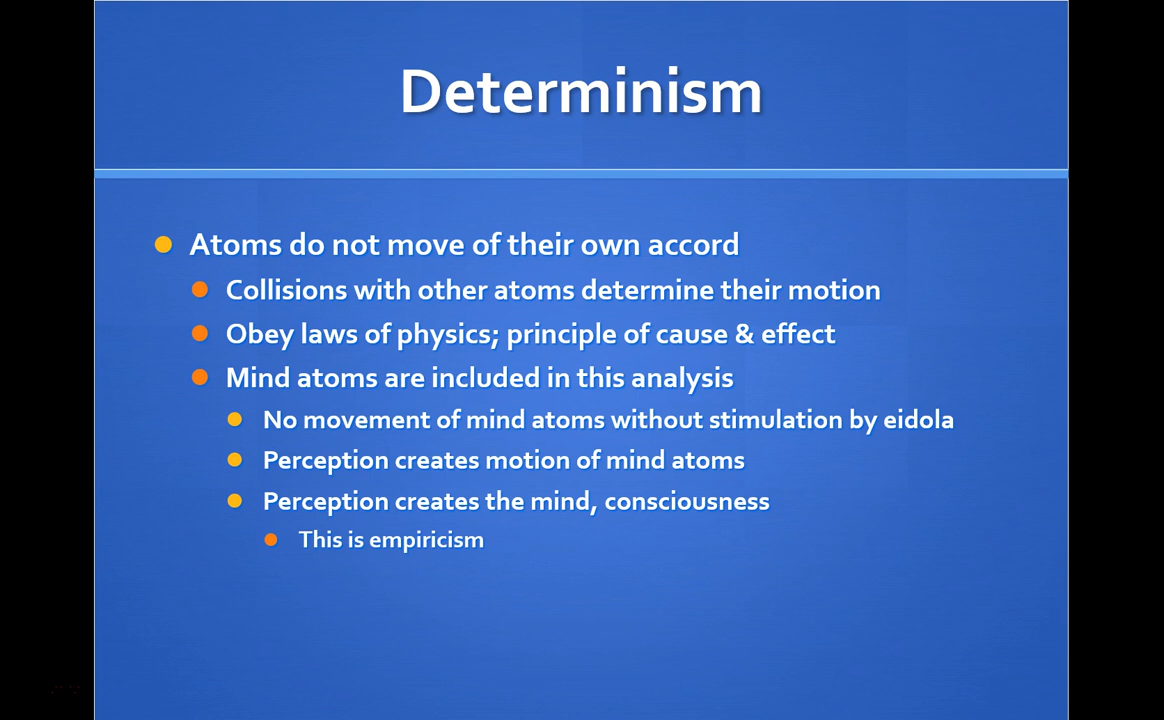 Determinism
Atoms do not move of their own accord
Collisions with other atoms determine their motion
Obey laws of physics; principle of cause & effect
Mind atoms are included in this analysis
No movement of mind atoms without stimulation by eidola
Perception creates motion of mind atoms
Perception creates the mind, consciousness
This is empiricism